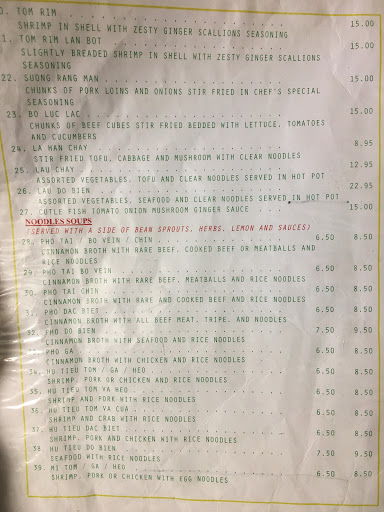 0. TOM RIM . . . 15.00
SHRIMP IN SHELL WITH ZESTY GINGER SCALLIONS SEASONING
1. TOM RIM LAN BOT . . . 15.00
SLIGHTLY BREADED SHRIMP IN SHELL WITH ZESTY GINGER SCALLIONS
SEASONING
22. SUONG RANG MAN . . . 15.00
CHUNKS OF PORK LOINS AND ONIONS STIR FRIED IN CHEF'S SPECIAL
SEASONING
23. BO LUC LAC . . . 15.00
CHUNKS OF BEEF CUBES STIR FRIED BEDDED WITH LETTUCE, TOMATOES
AND CUCUMBERS
24. LA HAN CHAY . . . 8.95
STIR FRIED TOFU, CABBAGE AND MUSHROOM WITH CLEAR NOODLES
25. LAU CHAY . . . 12.95
ASSORTED VEGETABLES, TOFU AND CLEAR NOODLES SERVED IN HOT POT
26. LAU DO BIEN . . . 22.95
ASSORTED VEGETABLES, SEAFOOD AND CLEAR NOODLES SERVED IN HOT POT
27. CUTLE FISH TOMATO ONION MUSHROOM GINGER SAUCE . . . 15.00
NOODLES SOUPS
(SERVED WITH A SIDE OF BEAN SPROUTS, HERBS, LEMON AND SAUCES)
28. PHO TAI / BO VEIN / CHIN . . . 6.50 8.50
CINNAMON BROTH WITH RARE BEEF, COOKED BEEF OR MEATBALLS AND
RICE NOODLES
29. PHO TAI BO VEIN . . . 6.50 8.50
CINNAMON BROTH WITH RARE BEEF, MEATBALLS AND RICE NOODLES
30. PHO TAI CHIN . . . 6.50 8.50
CINNAMON BROTH WITH RARE AND COOKED BEEF AND RICE NOODLES
31. PHO DAC BIET . . . 6.50 8.50
CINNAMON BROTH WITH ALL BEEF MEAT, TRIPE, AND NOODLES
32. PHO DO BIEN . . . 7.50 9.50
CINNAMON BROTH WITH SEAFOOD AND RICE NOODLES
33. PHO GA . . . 6.50 8.50
CINNAMON BROTH WITH CHICKEN AND RICE NOODLES
34. HU TIEU TOM / GA / HEO . . . 6.50 8.50
SHRIMP, PORK OR CHICKEN AND RICE NOODLES
35. HU TIEU TOM VA HEO . . . 6.50 8.50
SHRIMP AND PORK WITH RICE NOODLES
36. HU TIEU TOM VA CUA . . . 6.50 8.50
SHRIMP AND CRAB WITH RICE NOODLES
37. HU TIEU DAC BIET . . . 6.50 8.50
SHRIMP, PORK AND CHICKEN WITH RICE NOODLES
38 HU TIEU DO BIEN . . . 7.50 9.50
SEAFOOD WITH RICE NOODLES
39. MI TOM / GA / HEO . . . 6.50 8.50
SHRIMP, PORK OR CHICKEN WITH EGG NOODLES